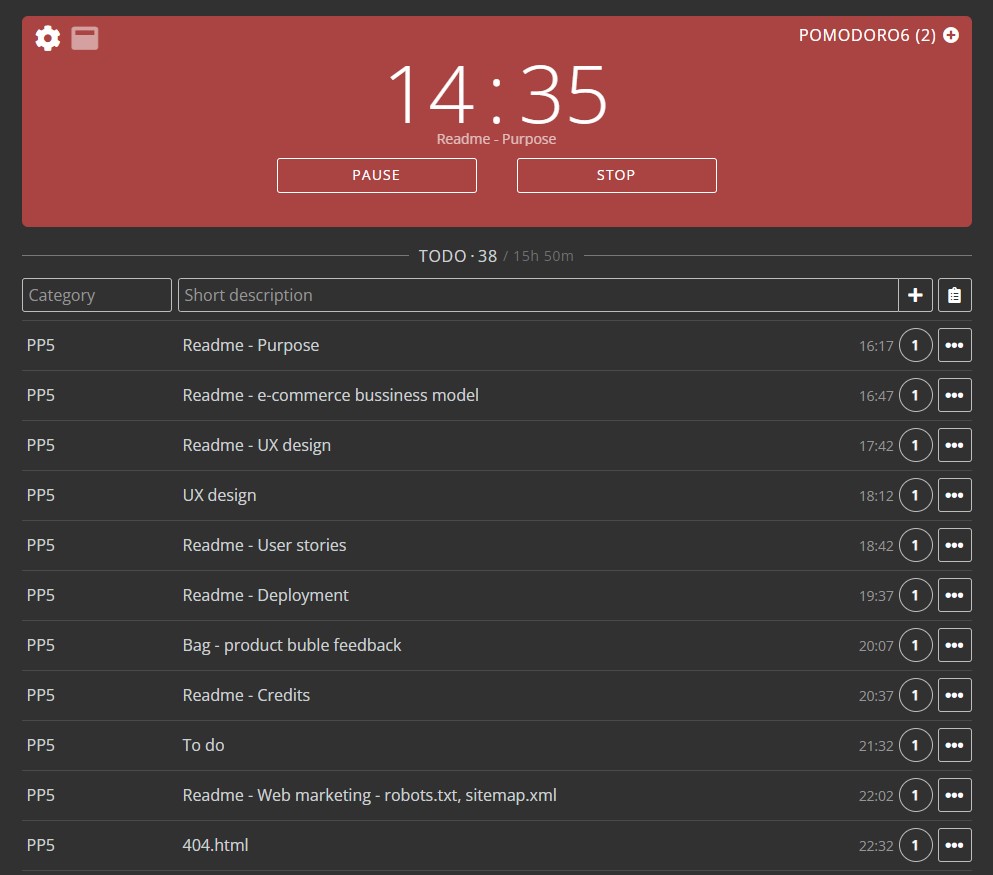 POMODORO6 (2)
14 : 35
Readme - Purpose
PAUSE STOP
TODO · 38 / 15h 50m
Category Short description
PP5 Readme - Purpose 16:17 1
PP5 Readme - e-commerce bussiness model 16:47 1
PP5 Readme - UX design 17:42 1
PP5 UX design 18:12 1
PP5 Readme - User stories 18:42 1
PP5 Readme - Deployment 19:37 1
PP5 Bag - product buble feedback 20:07 1
PP5 Readme - Credits 20:37 1
PP5 To do 21:32 1
PP5 Readme - Web marketing - robots.txt, sitemap.xml 22:02 1
PP5 404.html 22:32 1